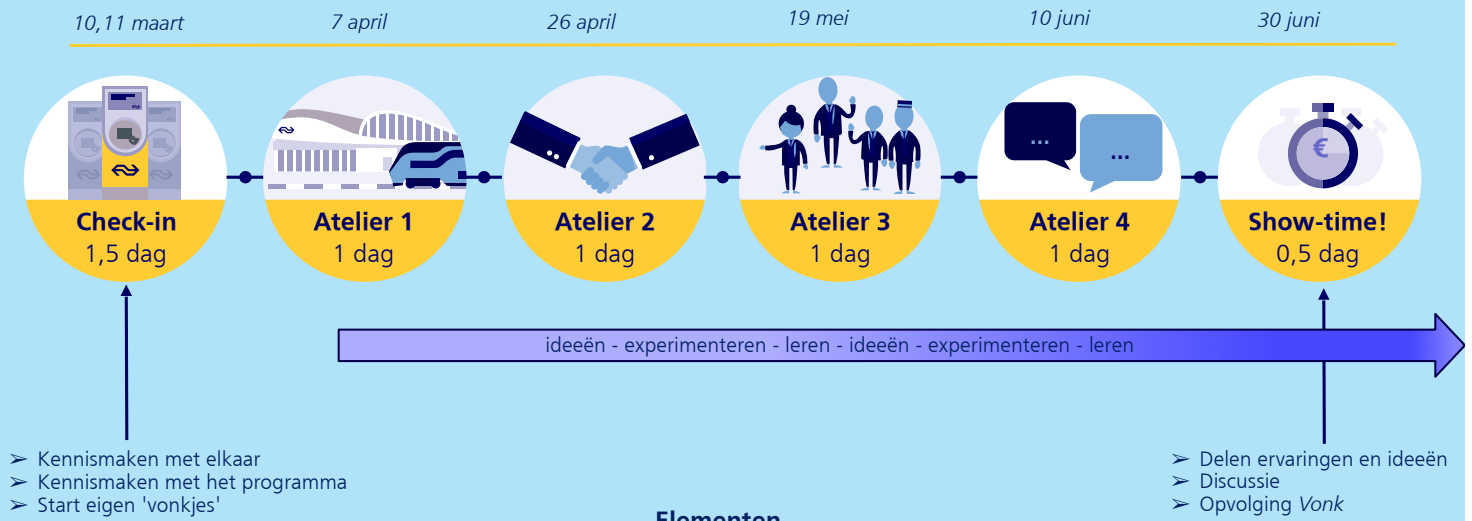 10,11 maart
7 april
26 april
19 mei
10 juni
30 juni
€
...
...
Check-in
1,5 dag
Atelier 1
1 dag
Atelier 2
1 dag
Atelier 3
1 dag
Atelier 4
1 dag
Show-time!
0,5 dag
ideeën - experimenteren - leren - ideeën - experimenteren - leren
➢ Kennismaken met elkaar
➢ Kennismaken met het programma
➢ Start eigen 'vonkjes'
➢ Delen ervaringen en ideeën
➢ Discussie
➢ Opvolging Vonk
Elementen